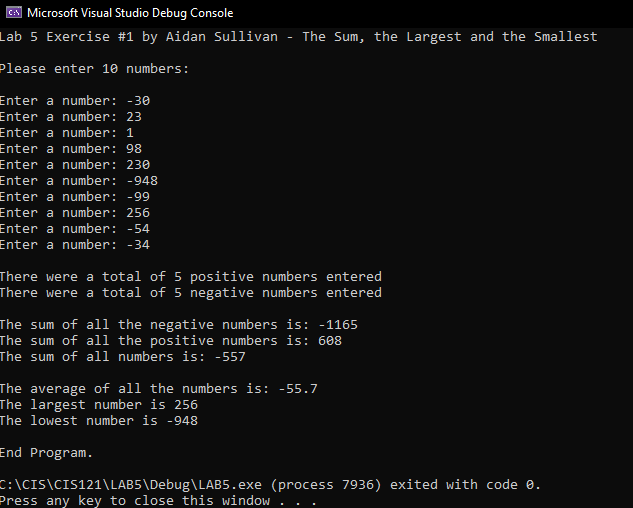 Microsoft Visual Studio Debug Console
Lab 5 Exercise #1 by Aidan Sullivan - The Sum, the Largest and the Smallest
Please enter 10 numbers:
Enter a number: -30
Enter a number: 23
Enter a number: 1
Enter a number: 98
Enter a number: 230
Enter a number: -948
Enter a number: -99
Enter a number: 256
Enter a number: -54
Enter a number: -34
There were a total of 5 positive numbers entered
There were a total of 5 negative numbers entered
The sum of all the negative numbers is: -1165
The sum of all the positive numbers is: 608
The sum of all numbers is: -557
The average of all the numbers is: -55.7
The largest number is 256
The lowest number is -948
End Program.
C:\CIS\CIS121\LAB5\Debug\LAB5.exe (process 7936) exited with code 0.
Press any key to close this window . . .